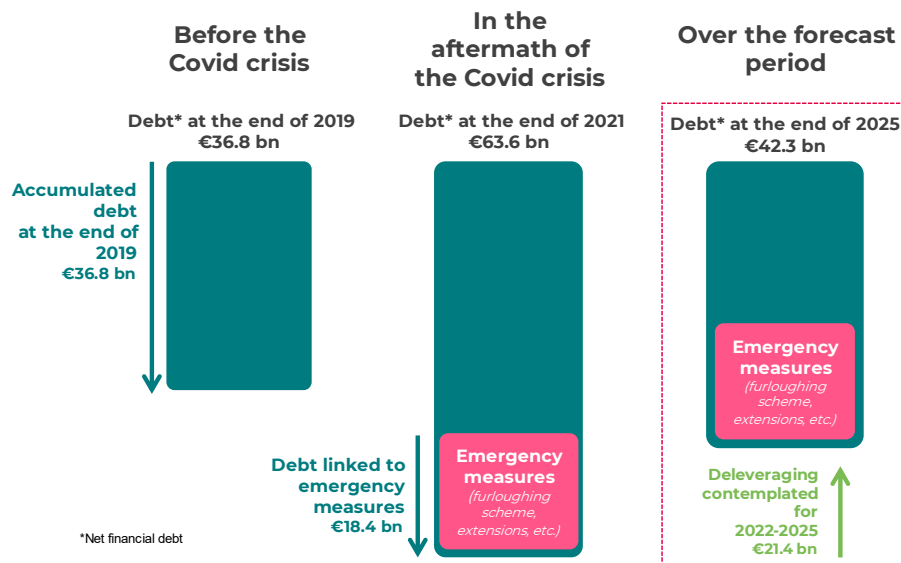 Before the
Covid crisis
In the
aftermath of
the Covid crisis
Over the forecast
period
Debt* at the end of 2019
€36.8 bn
Debt* at the end of 2021
€63.6 bn
Debt* at the end of 2025
€42.3 bn
Accumulated
debt
at the end of
2019
€36.8 bn
Debt linked to
emergency
measures
€18.4 bn
Emergency
measures
(furloughing
scheme,
extensions, etc.)
Emergency
measures
(furloughing
scheme,
extensions, etc.)
Deleveraging
contemplated
for
2022-2025
€21.4 bn
*Net financial debt